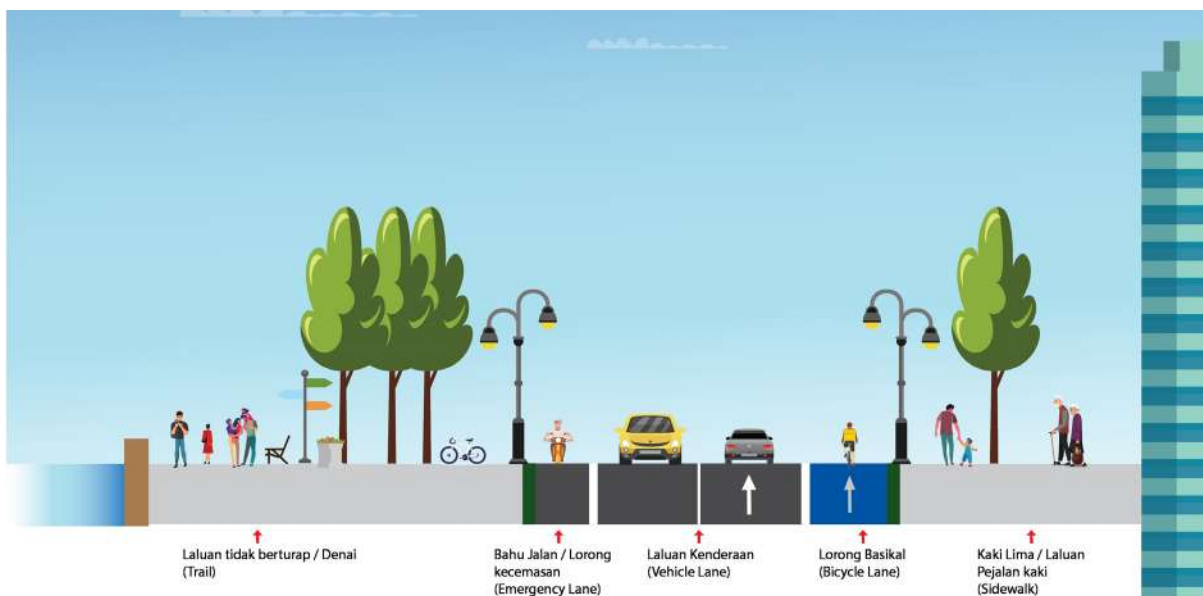 Laluan tidak berturap / Denai
(Trail)
Bahu Jalan / Lorong
kecemasan
(Emergency Lane)
Laluan Kenderaan
(Vehicle Lane)
Lorong Basikal
(Bicycle Lane)
Kaki Lima / Laluan
Pejalan kaki
(Sidewalk)